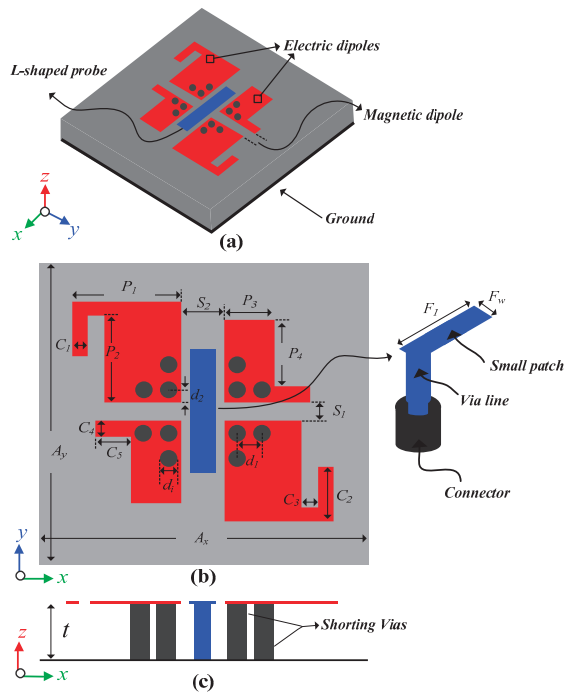 Electric dipoles
L-shaped probe
Magnetic dipole
z
x
y
Ground
(a)
P1
S2
P3
F1
Fw
C1
P2
P4
Small patch
d2
S1
Via line
C4
C5
d1
Ay
di
C3
C2
Connector
Ax
y
x
(b)
t
Shorting Vias
z
x
(c)